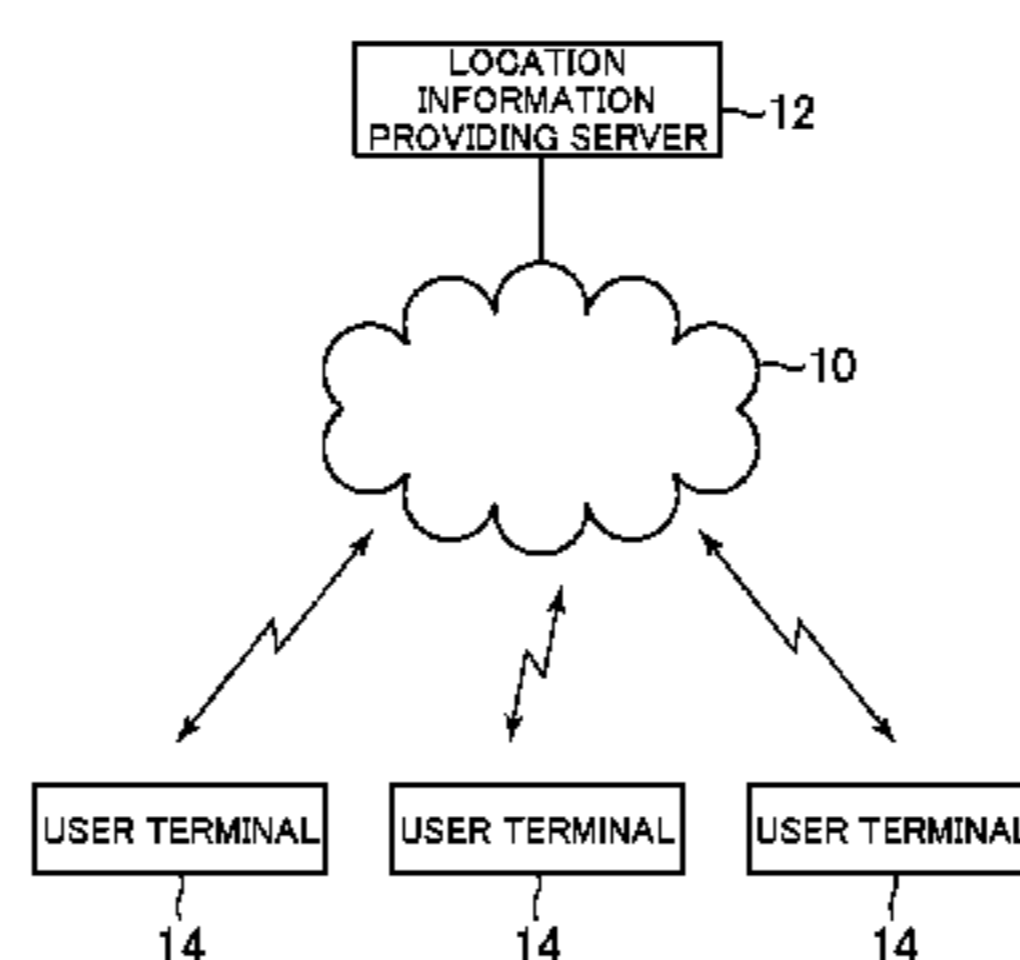 LOCATION
INFORMATION
PROVIDING SERVER
12
10
USER TERMINAL
USER TERMINAL
USER TERMINAL
14
14
14